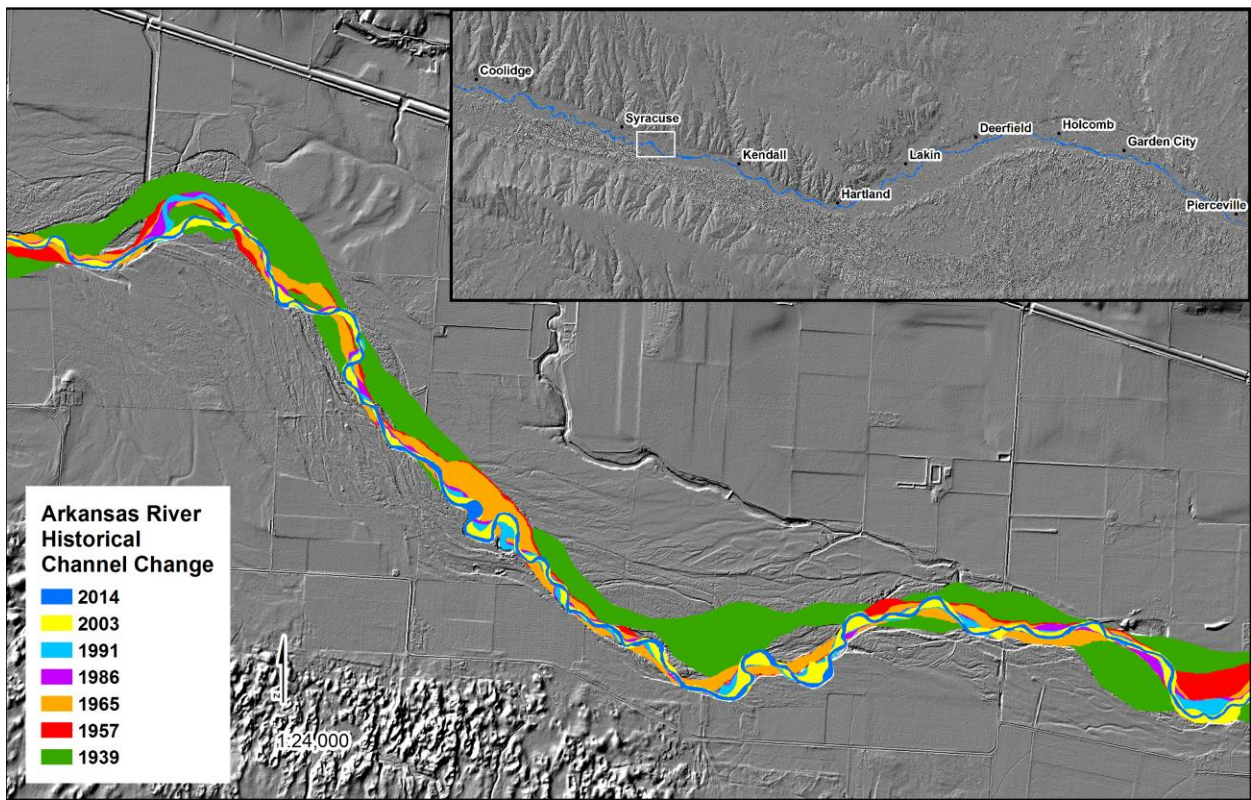 Coolidge
Syracuse
Kendall
Hartland
Lakin
Deerfield
Holcomb
Garden City
Pierceville
Arkansas River
Historical
Channel Change
2014
2003
1991
1986
1965
1957
1939
N
1:24,000